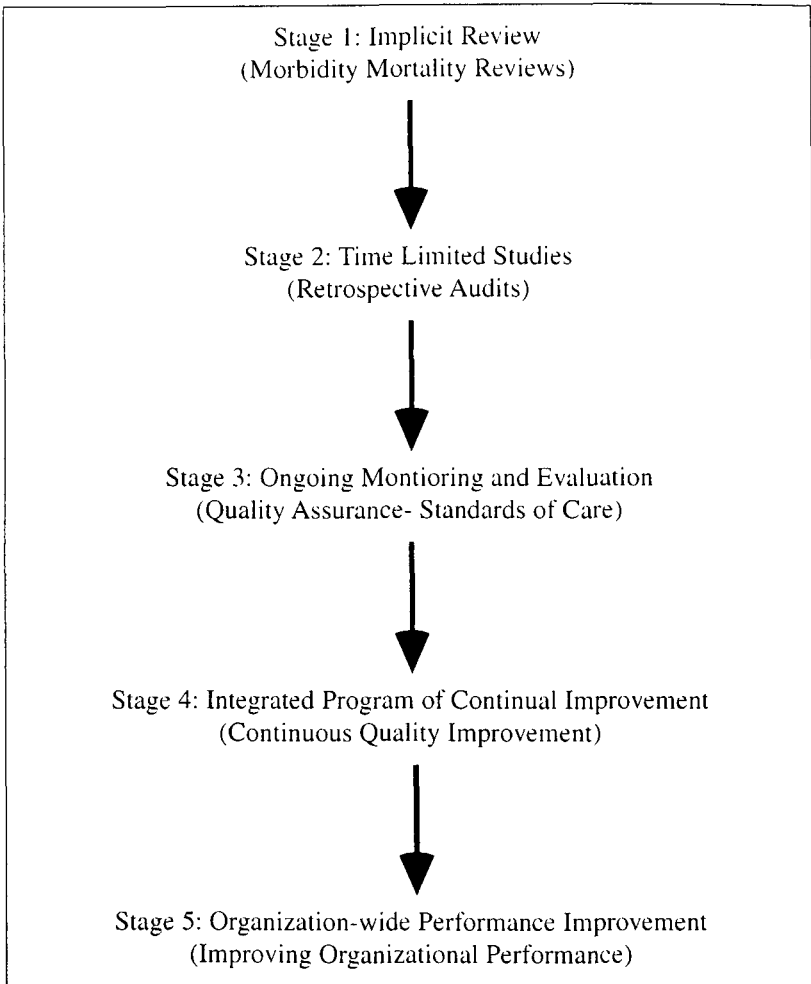 Stage 1: Implicit Review
(Morbidity Mortality Reviews)
Stage 2: Time Limited Studies
(Retrospective Audits)
Stage 3: Ongoing Montioring and Evaluation
(Quality Assurance- Standards of Care)
Stage 4: Integrated Program of Continual Improvement
(Continuous Quality Improvement)
Stage 5: Organization-wide Performance Improvement
(Improving Organizational Performance)